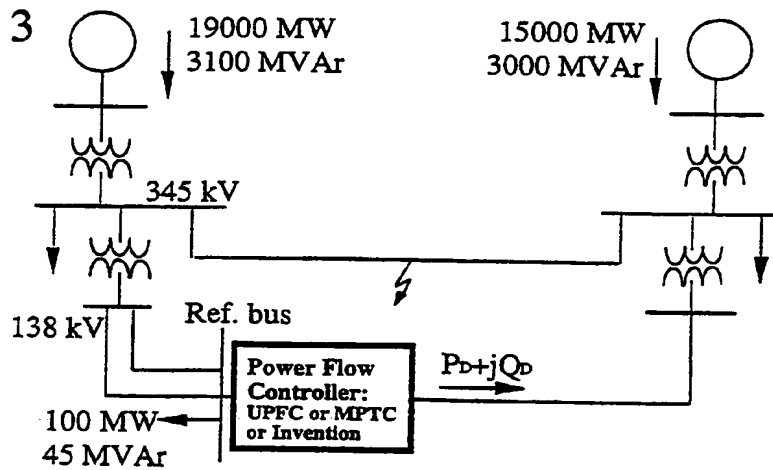 3
19000 MW
3100 MVAr
15000 MW
3000 MVAr
345 kV
138 kV
Ref. bus
Power Flow
Controller:
UPFC or MPTC
or Invention
PD+jQD
100 MW
45 MVAr